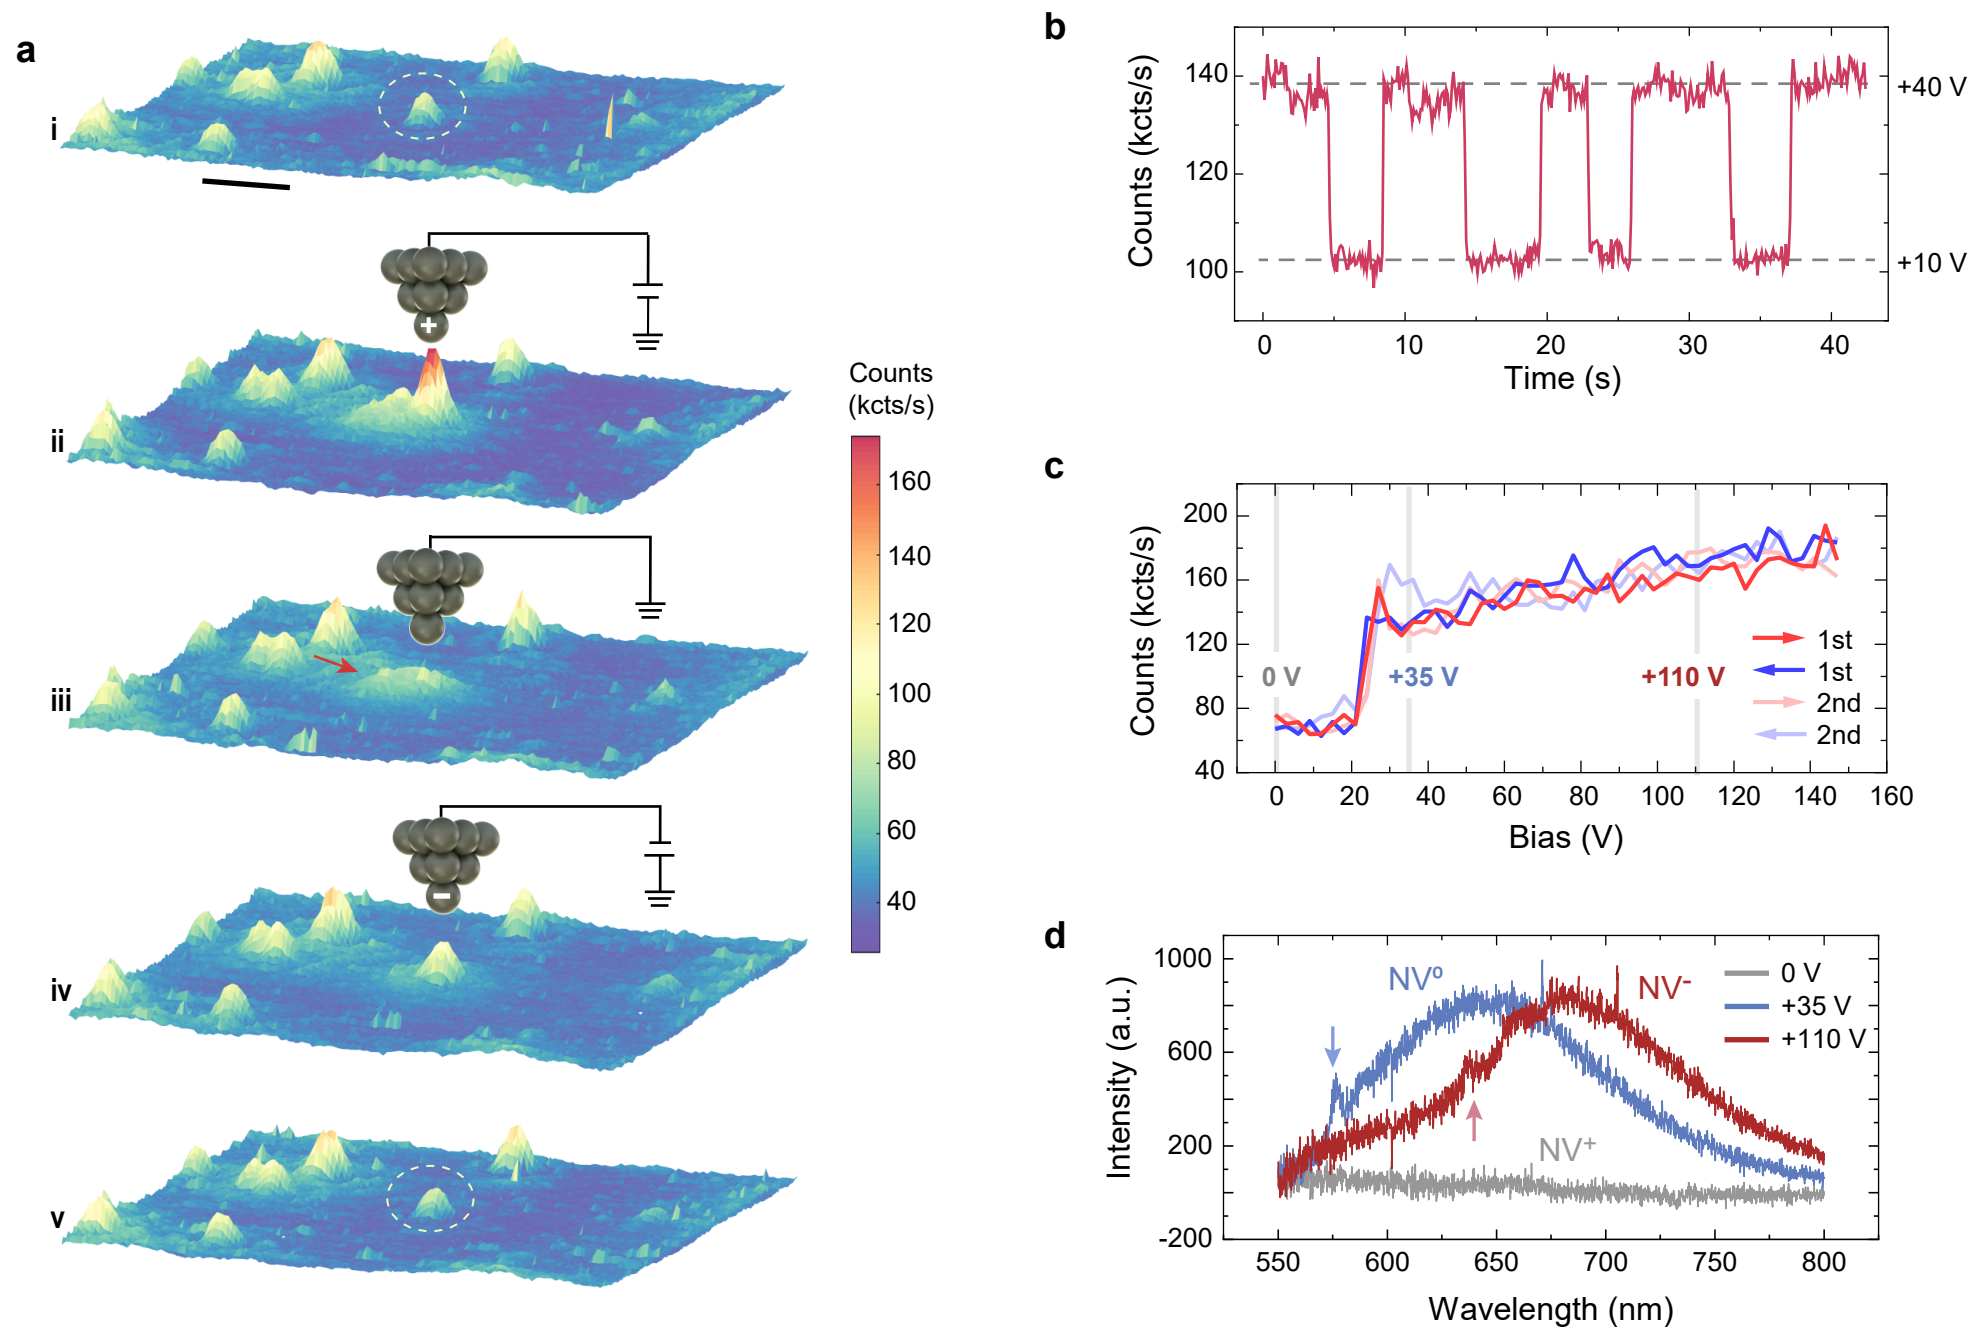 a
i
+
ii
iii
−
iv
v
Counts
(kcts/s)
160
140
120
100
80
60
40
b
Counts (kcts/s)
140
120
100
+40 V
+10 V
0 10 20 30 40
Time (s)
c
Counts (kcts/s)
200
160
120
80
40
0 V
+35 V
+110 V
1st
1st
2nd
2nd
0 20 40 60 80 100 120 140 160
Bias (V)
d
Intensity (a.u.)
1000
600
200
-200
NV⁰
NV⁻
NV⁺
0 V
+35 V
+110 V
550 600 650 700 750 800
Wavelength (nm)